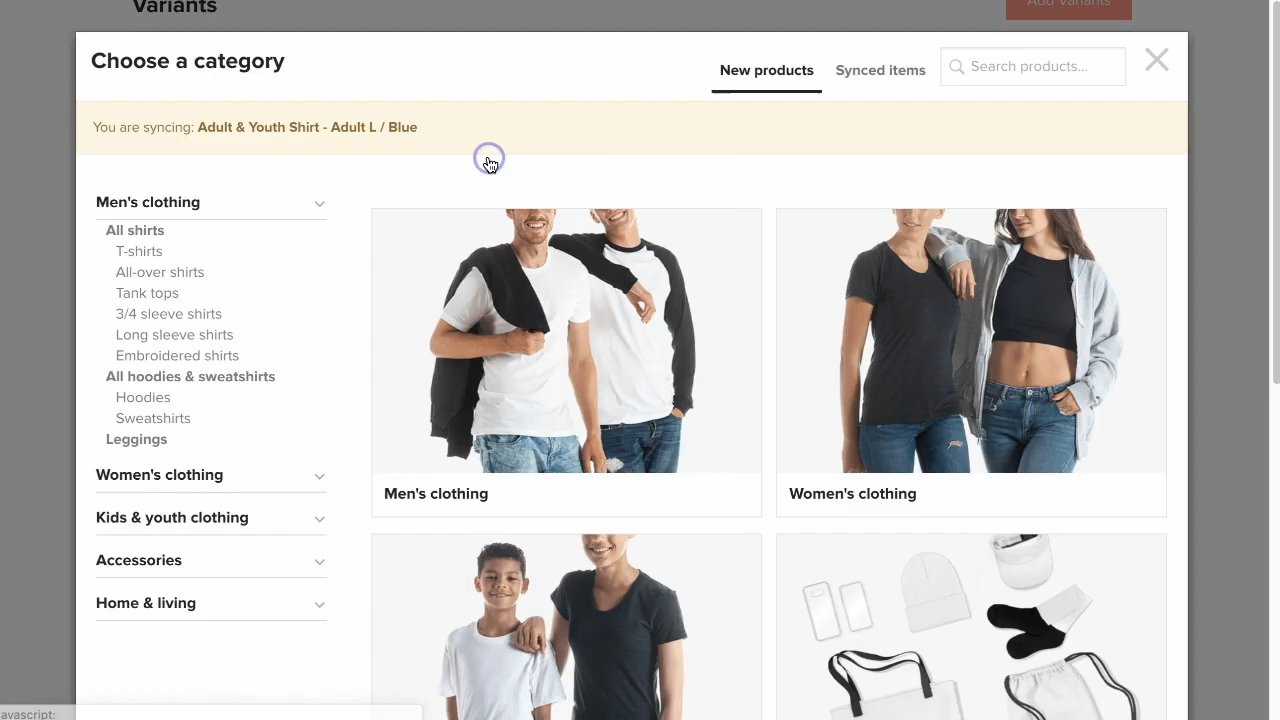 Variants
Add Variants
Choose a category
New products
Synced items
Search products...
You are syncing: Adult & Youth Shirt - Adult L / Blue
Men's clothing
All shirts
T-shirts
All-over shirts
Tank tops
3/4 sleeve shirts
Long sleeve shirts
Embroidered shirts
All hoodies & sweatshirts
Hoodies
Sweatshirts
Leggings
Women's clothing
Kids & youth clothing
Accessories
Home & living
Men's clothing
Women's clothing
avascript: